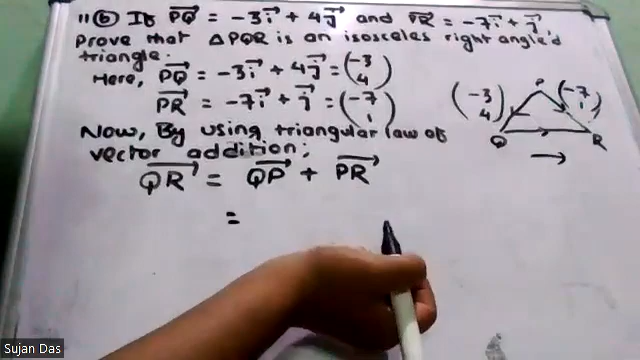 11 (b) If PQ = -3i + 4j and PR = -7i + j,
Prove that △PQR is an isosceles right angle'd
triangle.
Here, PQ = -3i + 4j = (-3 4)
PR = -7i + j = (-7 1)
Now, By using triangular law of
vector addition;
QR = QP + PR
=
(-3 4)
P
(-7 1)
Q
R
Sujan Das